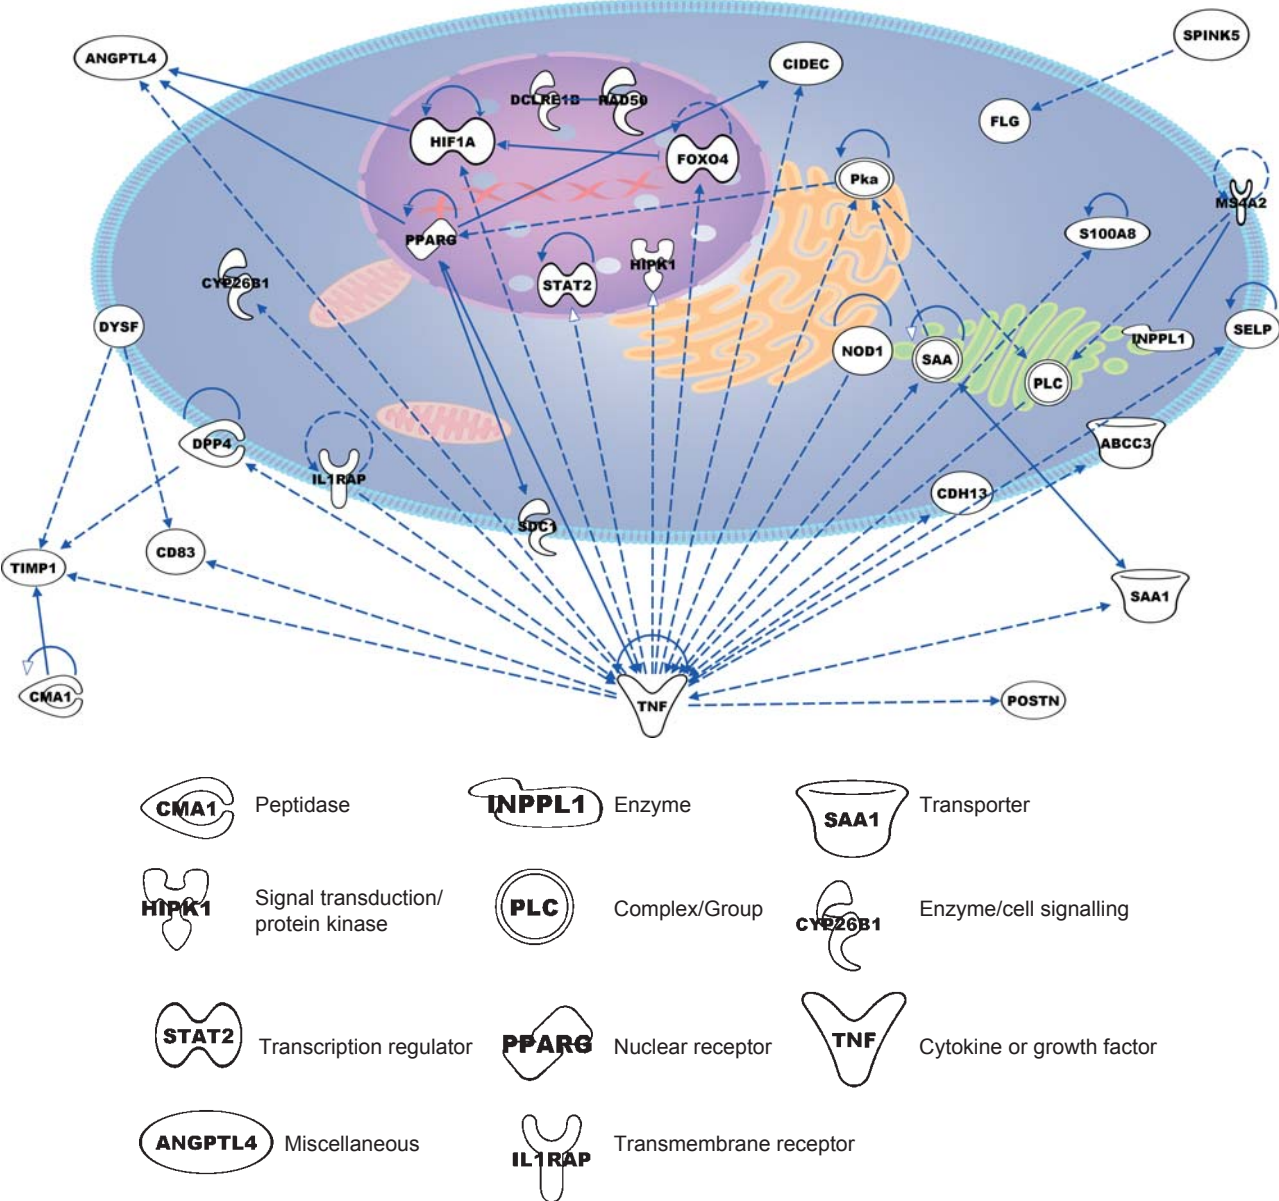 SPINK5
ANGPTL4
CIDEC
DCLRE1B
RAD50
FLG
HIF1A
FOXO4
Pka
MS4A2
S100A8
PPARG
HIPK1
CYP26B1
STAT2
DYSF
SELP
INPPL1
NOD1
SAA
PLC
DPP4
ABCC3
IL1RAP
CDH13
SDC1
CD83
TIMP1
SAA1
CMA1
TNF
POSTN
CMA1 Peptidase
INPPL1 Enzyme
SAA1 Transporter
HIPK1 Signal transduction/
protein kinase
PLC Complex/Group
CYP26B1 Enzyme/cell signalling
STAT2 Transcription regulator
PPARG Nuclear receptor
TNF Cytokine or growth factor
ANGPTL4 Miscellaneous
IL1RAP Transmembrane receptor